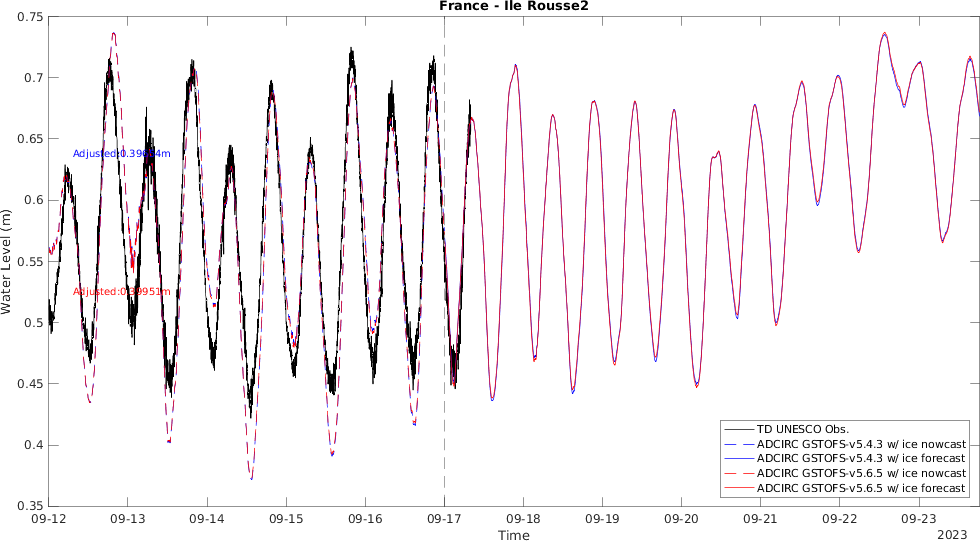 France - Ile Rousse2
0.75
0.7
0.65
0.6
0.55
0.5
0.45
0.4
0.35
Water Level (m)
Adjusted:0.39951m
TD UNESCO Obs.
ADCIRC GSTOFS-v5.4.3 w/ ice nowcast
ADCIRC GSTOFS-v5.4.3 w/ ice forecast
ADCIRC GSTOFS-v5.6.5 w/ ice nowcast
ADCIRC GSTOFS-v5.6.5 w/ ice forecast
09-12 09-13 09-14 09-15 09-16 09-17 09-18 09-19 09-20 09-21 09-22 09-23
Time
2023